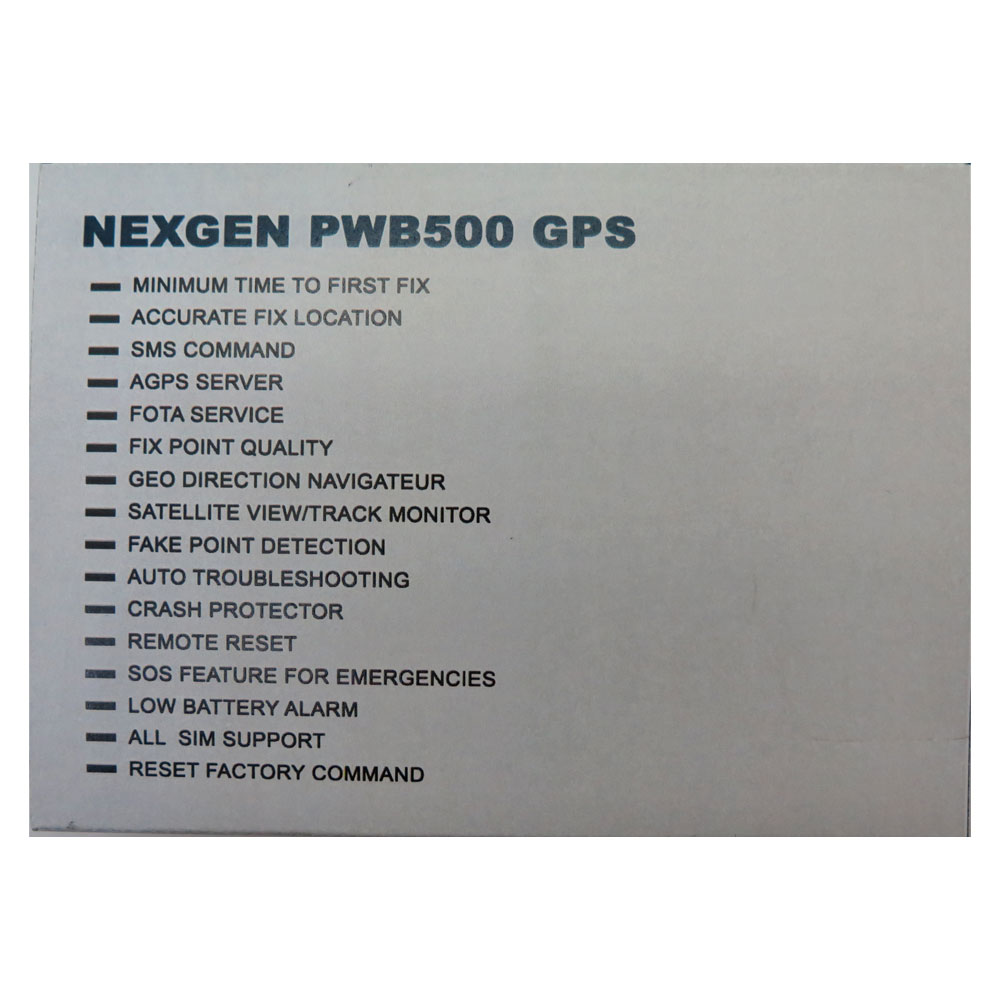 NEXGEN PWB500 GPS
MINIMUM TIME TO FIRST FIX
ACCURATE FIX LOCATION
SMS COMMAND
AGPS SERVER
FOTA SERVICE
FIX POINT QUALITY
GEO DIRECTION NAVIGATEUR
SATELLITE VIEW/TRACK MONITOR
FAKE POINT DETECTION
AUTO TROUBLESHOOTING
CRASH PROTECTOR
REMOTE RESET
SOS FEATURE FOR EMERGENCIES
LOW BATTERY ALARM
ALL SIM SUPPORT
RESET FACTORY COMMAND